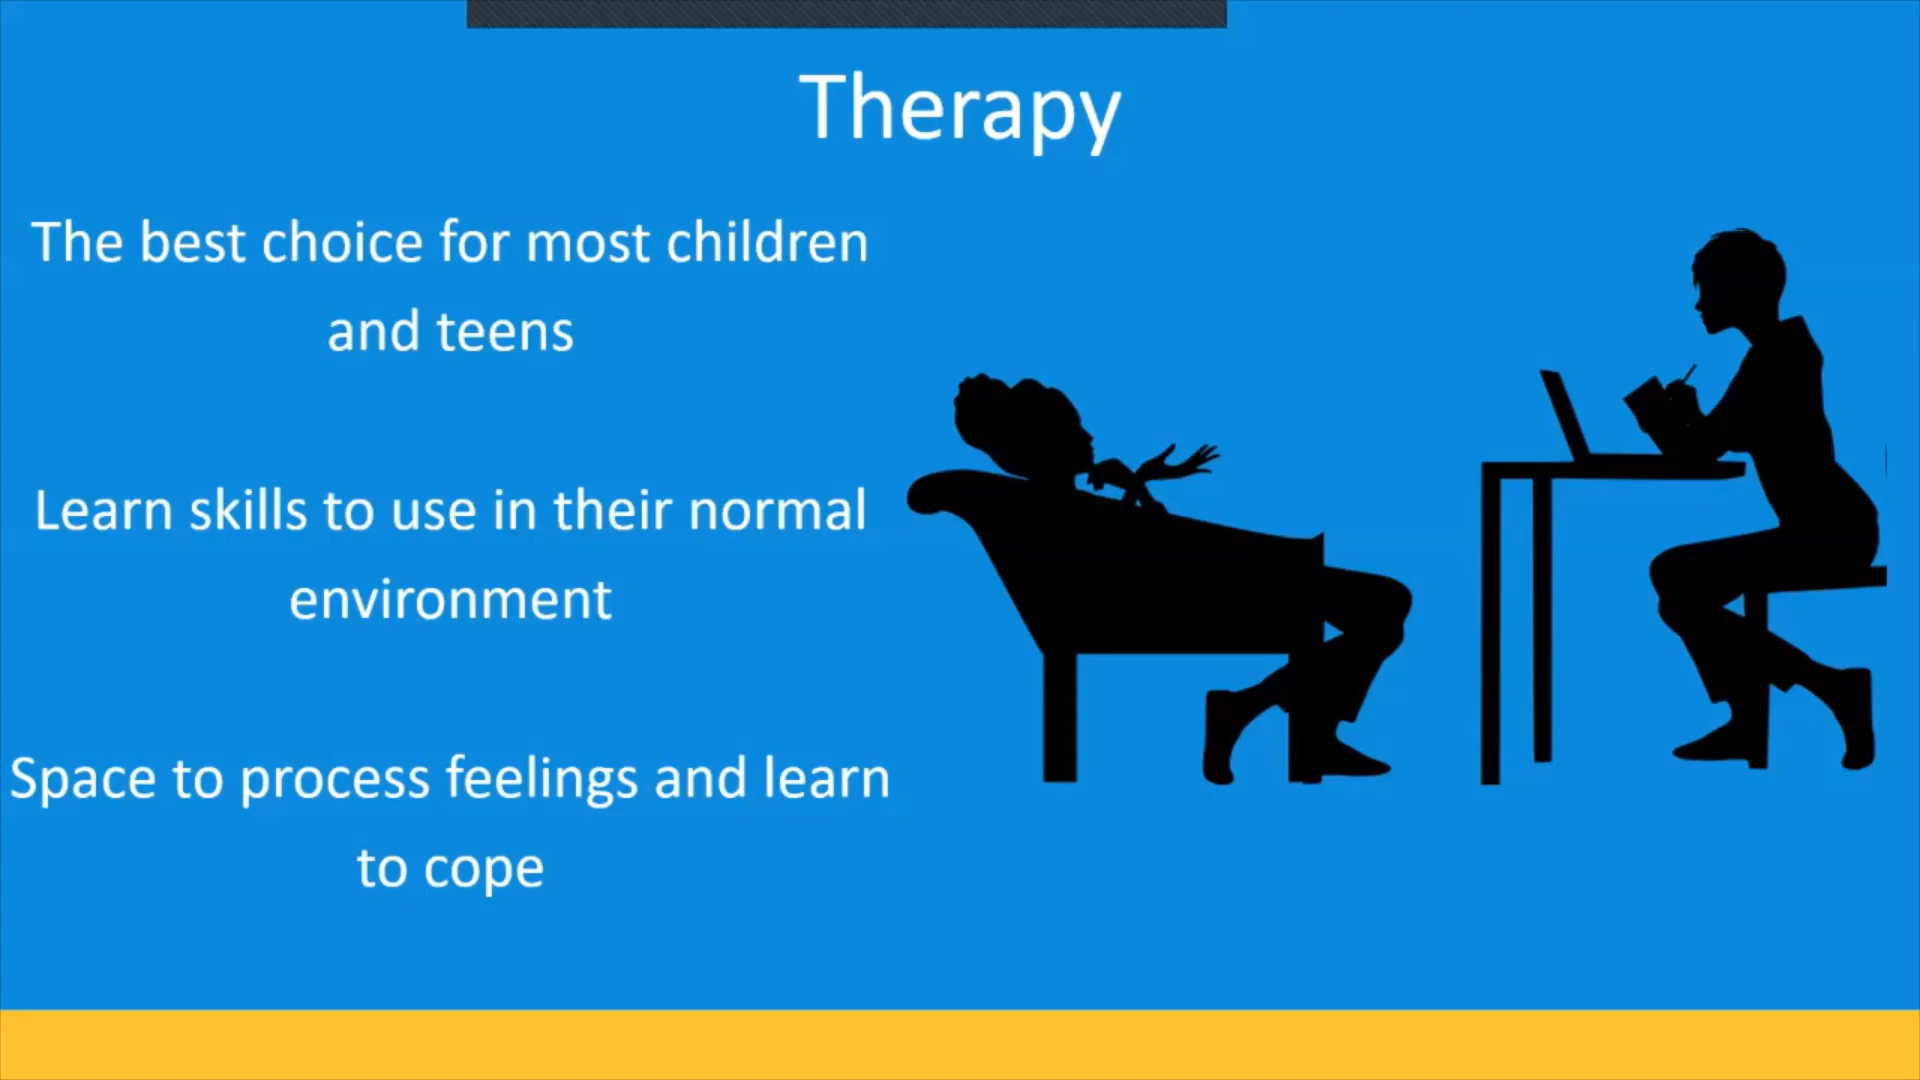 Therapy
The best choice for most children
and teens
Learn skills to use in their normal
environment
Space to process feelings and learn
to cope